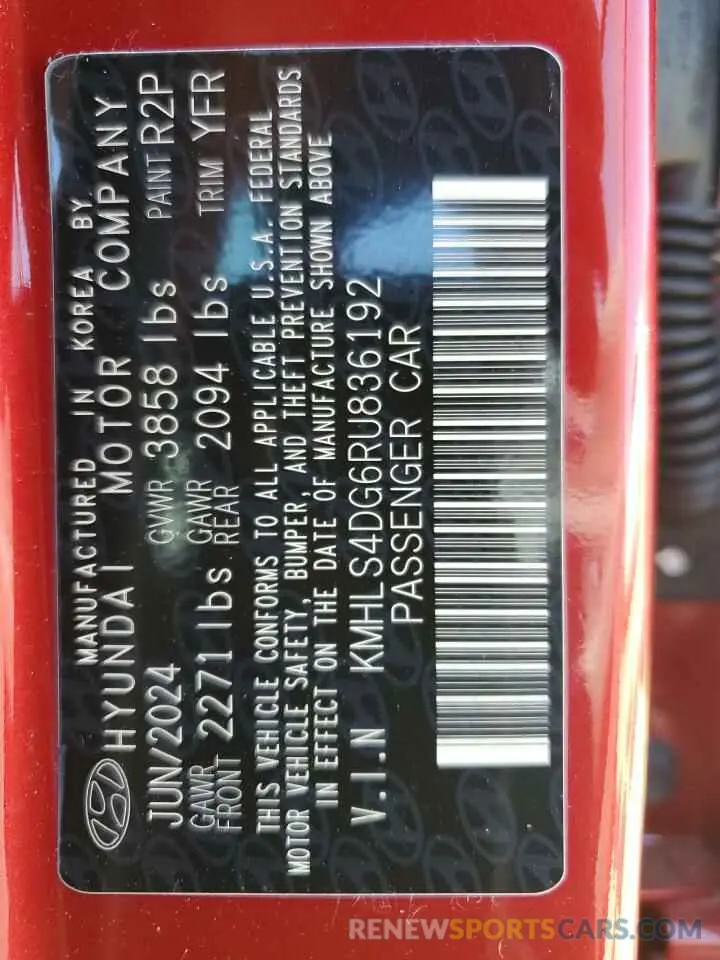 MANUFACTURED IN KOREA BY
HYUNDAI MOTOR COMPANY
JUN/2024 GVWR 3858 lbs PAINT R2P
GAWR FRONT 2271lbs GAWR REAR 2094 lbs TRIM YFR
THIS VEHICLE CONFORMS TO ALL APPLICABLE U.S.A. FEDERAL
MOTOR VEHICLE SAFETY, BUMPER, AND THEFT PREVENTION STANDARDS
IN EFFECT ON THE DATE OF MANUFACTURE SHOWN ABOVE
V.I.N KMHLS4DG6RU836192
PASSENGER CAR
RENEWSPORTSCARS.COM